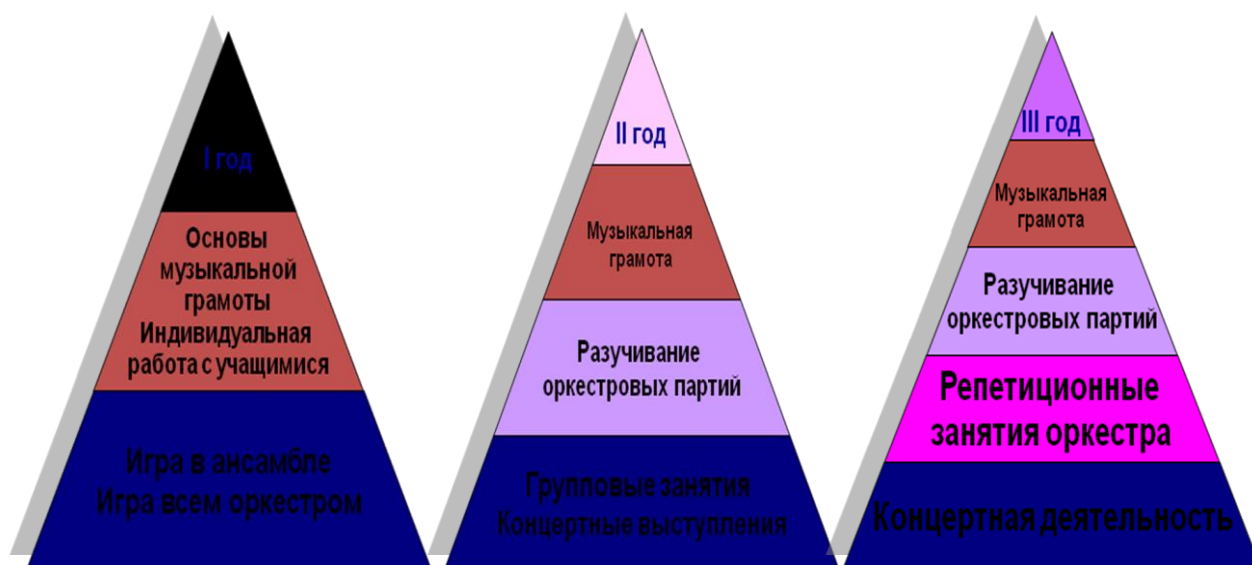 I год
Основы
музыкальной
грамоты
Индивидуальная
работа с учащимися
Игра в ансамбле
Игра всем оркестром
II год
Музыкальная
грамота
Разучивание
оркестровых партий
Групповые занятия
Концертные выступления
III год
Музыкальная
грамота
Разучивание
оркестровых партий
Репетиционные
занятия оркестра
Концертная деятельность